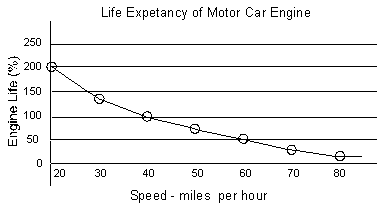 Life Expetancy of Motor Car Engine
Engine Life (%)
250
200
150
100
50
0
20 30 40 50 60 70 80
Speed - miles per hour